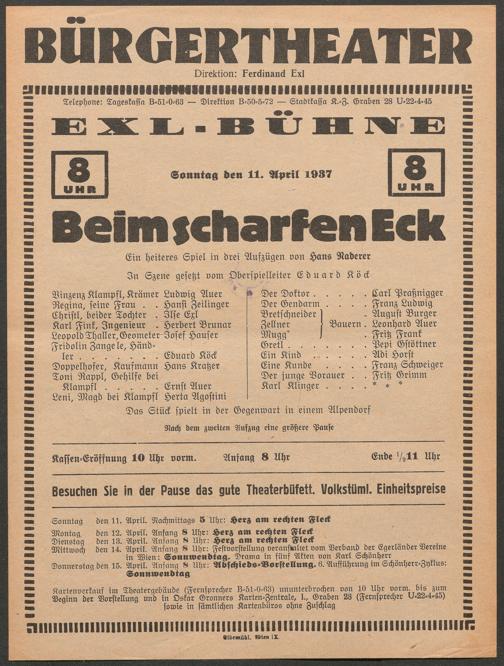 BÜRGERTHEATER
Direktion: Ferdinand Exl
Telephone: Tageskassa B-51-0-63 — Direktion B-50-5-72 — Stadtkassa K.-J. Graben 28 U-22-4-45
EXL-BÜHNE
8 UHR
Sonntag den 11. April 1937
8 UHR
Beim scharfen Eck
Ein heiteres Spiel in drei Aufzügen von Hans Naderer
In Szene gesetzt vom Oberspielleiter Eduard Köck
Vinzenz Klampfl, Krämer Ludwig Auer
Regina, seine Frau . . Hansi Zeilinger
Christl, beider Tochter . Ilse Exl
Karl Fink, Ingenieur . Herbert Brunar
Leopold Thaller, Geometer Josef Hauser
Fridolin Zangele, Händ-
ler . . . . . . . Eduard Köck
Doppelhofer, Kaufmann Hans Kratzer
Toni Rappl, Gehilfe bei
Klampfl . . . . . . Ernst Auer
Leni, Magd bei Klampfl Herta Agostini
Der Doktor . . . . . Carl Praßnigger
Der Gendarm . . . . Franz Ludwig
Bretschneider } August Burger
Zellner } Bauern . Leonhard Auer
Mugg' } Fritz Frank
Gretl . . . . . . . Pepi Gstöttner
Ein Kind . . . . . Adi Horst
Eine Kunde . . . . Franz Schweiger
Der junge Vorauer . . Fritz Grimm
Karl Klinger . . . . * * *
Das Stück spielt in der Gegenwart in einem Alpendorf
Nach dem zweiten Aufzug eine größere Pause
Kassen-Eröffnung 10 Uhr vorm. Anfang 8 Uhr Ende ½11 Uhr
Besuchen Sie in der Pause das gute Theaterbüfett. Volkstüml. Einheitspreise
Sonntag den 11. April. Nachmittags 5 Uhr: Herz am rechten Fleck
Montag den 12. April. Anfang 8 Uhr: Herz am rechten Fleck
Dienstag den 13. April. Anfang 8 Uhr: Herz am rechten Fleck
Mittwoch den 14. April. Anfang 8 Uhr: Festvorstellung veranstaltet vom Verband der Egerländer Vereine
in Wien: Sonnwendtag. Drama in fünf Akten von Karl Schönherr
Donnerstag den 15. April. Anfang 8 Uhr: Abschieds-Vorstellung. 6. Aufführung im Schönherr-Zyklus:
Sonnwendtag
Kartenverkauf im Theatergebäude (Fernsprecher B-51-0-63) ununterbrochen von 10 Uhr vorm. bis zum
Beginn der Vorstellung und in Oskar Grammes Karten-Zentrale, I., Graben 28 (Fernsprecher U-22-4-45)
sowie in sämtlichen Kartenbüros ohne Zuschlag
Elbemühl, Wien IX.